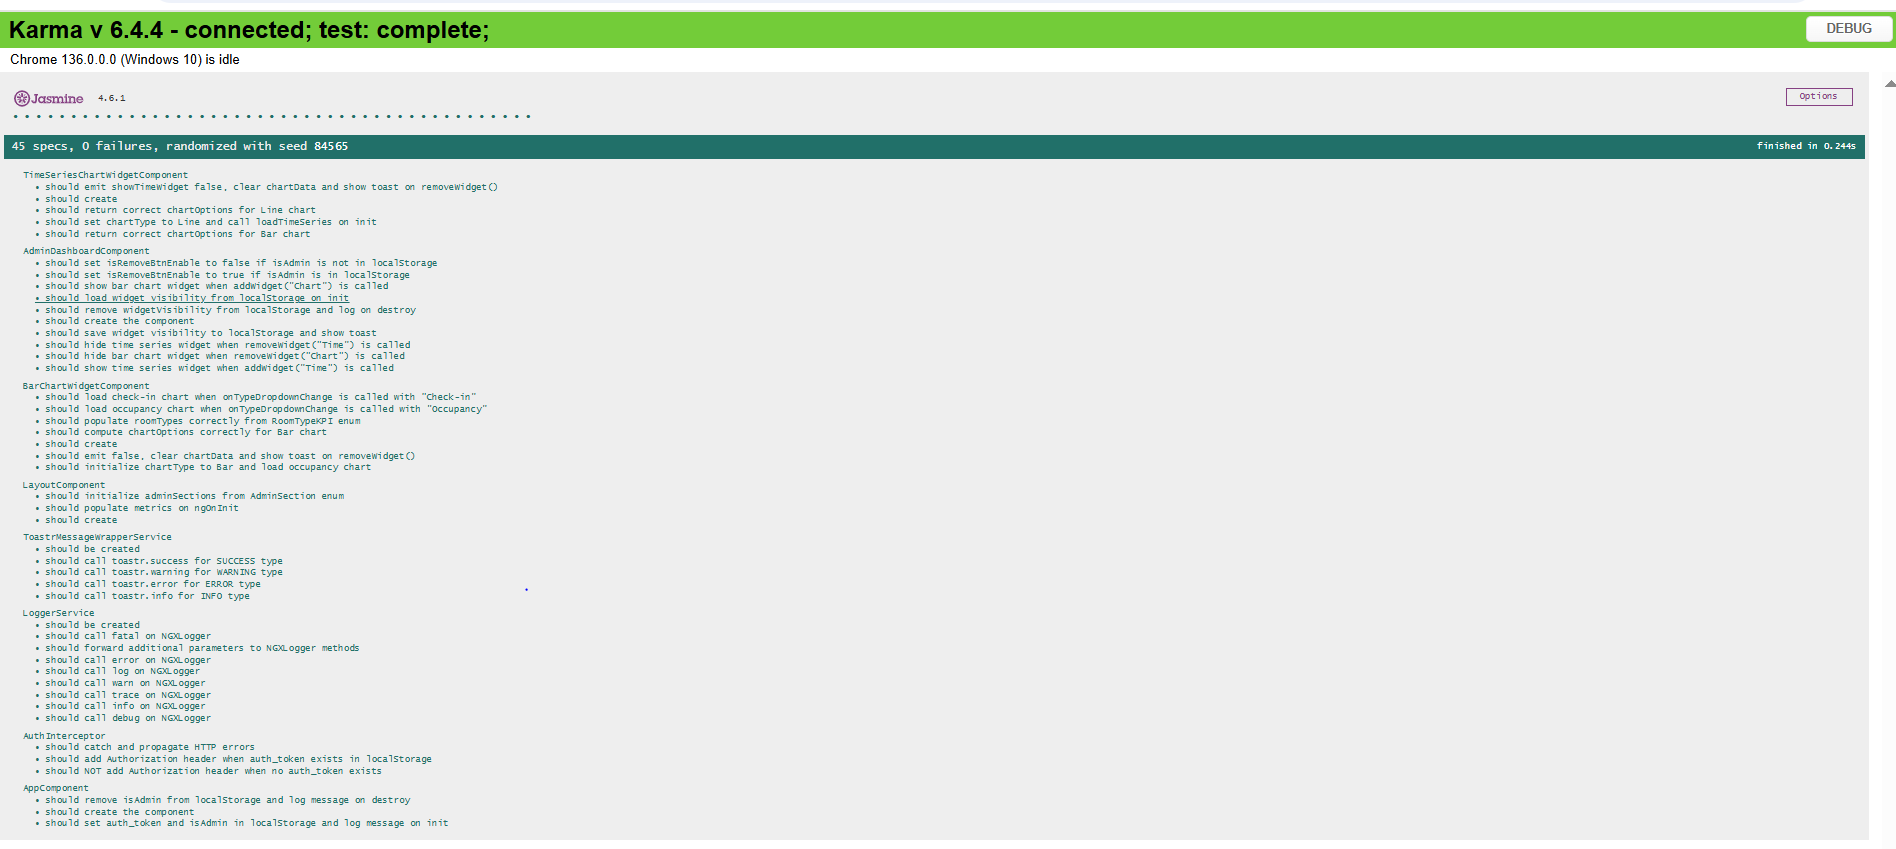 Karma v 6.4.4 - connected; test: complete;
DEBUG
Chrome 136.0.0.0 (Windows 10) is idle
Jasmine 4.6.1
Options
45 specs, 0 failures, randomized with seed 84565
finished in 0.244s
TimeSeriesChartWidgetComponent
• should emit showTimeWidget false, clear chartData and show toast on removeWidget()
• should create
• should return correct chartOptions for Line chart
• should set chartType to Line and call loadTimeSeries on init
• should return correct chartOptions for Bar chart
AdminDashboardComponent
• should set isRemoveBtnEnable to false if isAdmin is not in localStorage
• should set isRemoveBtnEnable to true if isAdmin is in localStorage
• should show bar chart widget when addWidget("Chart") is called
• should load widget visibility from localStorage on init
• should remove widgetVisibility from localStorage and log on destroy
• should create the component
• should save widget visibility to localStorage and show toast
• should hide time series widget when removeWidget("Time") is called
• should hide bar chart widget when removeWidget("Chart") is called
• should show time series widget when addWidget("Time") is called
BarChartWidgetComponent
• should load check-in chart when onTypeDropdownChange is called with "Check-in"
• should load occupancy chart when onTypeDropdownChange is called with "Occupancy"
• should populate roomTypes correctly from RoomTypeKPI enum
• should compute chartOptions correctly for Bar chart
• should create
• should emit false, clear chartData and show toast on removeWidget()
• should initialize chartType to Bar and load occupancy chart
LayoutComponent
• should initialize adminSections from AdminSection enum
• should populate metrics on ngOnInit
• should create
ToastrMessageWrapperService
• should be created
• should call toastr.success for SUCCESS type
• should call toastr.warning for WARNING type
• should call toastr.error for ERROR type
• should call toastr.info for INFO type
LoggerService
• should be created
• should call fatal on NGXLogger
• should forward additional parameters to NGXLogger methods
• should call error on NGXLogger
• should call log on NGXLogger
• should call warn on NGXLogger
• should call trace on NGXLogger
• should call info on NGXLogger
• should call debug on NGXLogger
AuthInterceptor
• should catch and propagate HTTP errors
• should add Authorization header when auth_token exists in localStorage
• should NOT add Authorization header when no auth_token exists
AppComponent
• should remove isAdmin from localStorage and log message on destroy
• should create the component
• should set auth_token and isAdmin in localStorage and log message on init